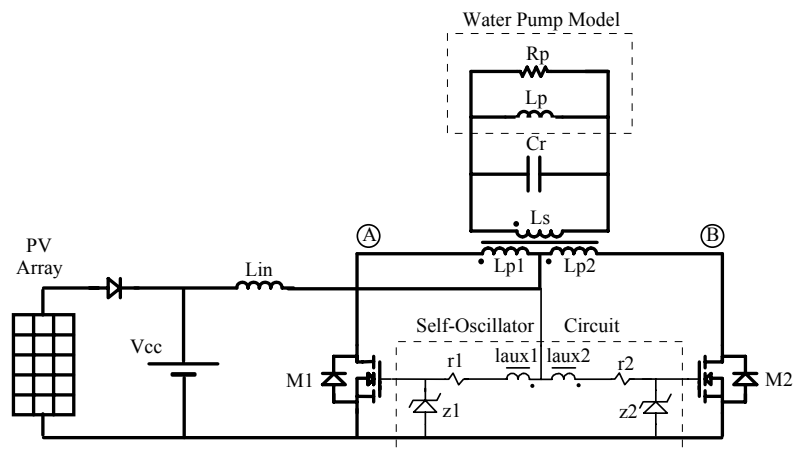 Water Pump Model
Rp
Lp
Cr
Ls
A
B
PV
Array
Lin
Lp1
Lp2
Vcc
Self-Oscillator Circuit
laux1
laux2
r1
r2
M1
M2
z1
z2